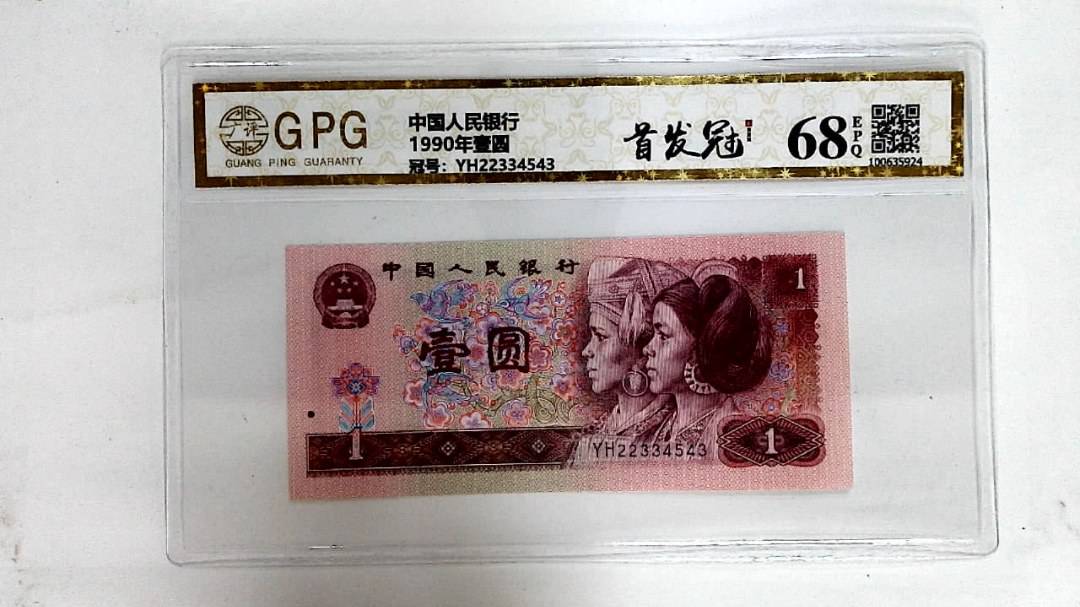 广评
GPG
GUANG PING GUARANTY
中国人民银行
1990年壹圆
冠号：YH22334543
首发冠
68
EPQ
100635924
中国人民银行
1
壹圆
1
YH22334543
1